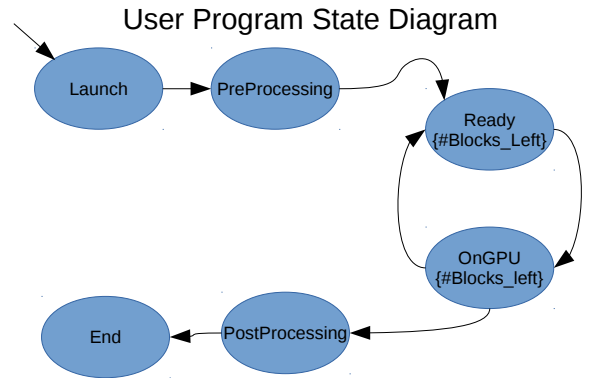 User Program State Diagram
Launch
PreProcessing
Ready
{#Blocks_Left}
OnGPU
{#Blocks_left}
PostProcessing
End